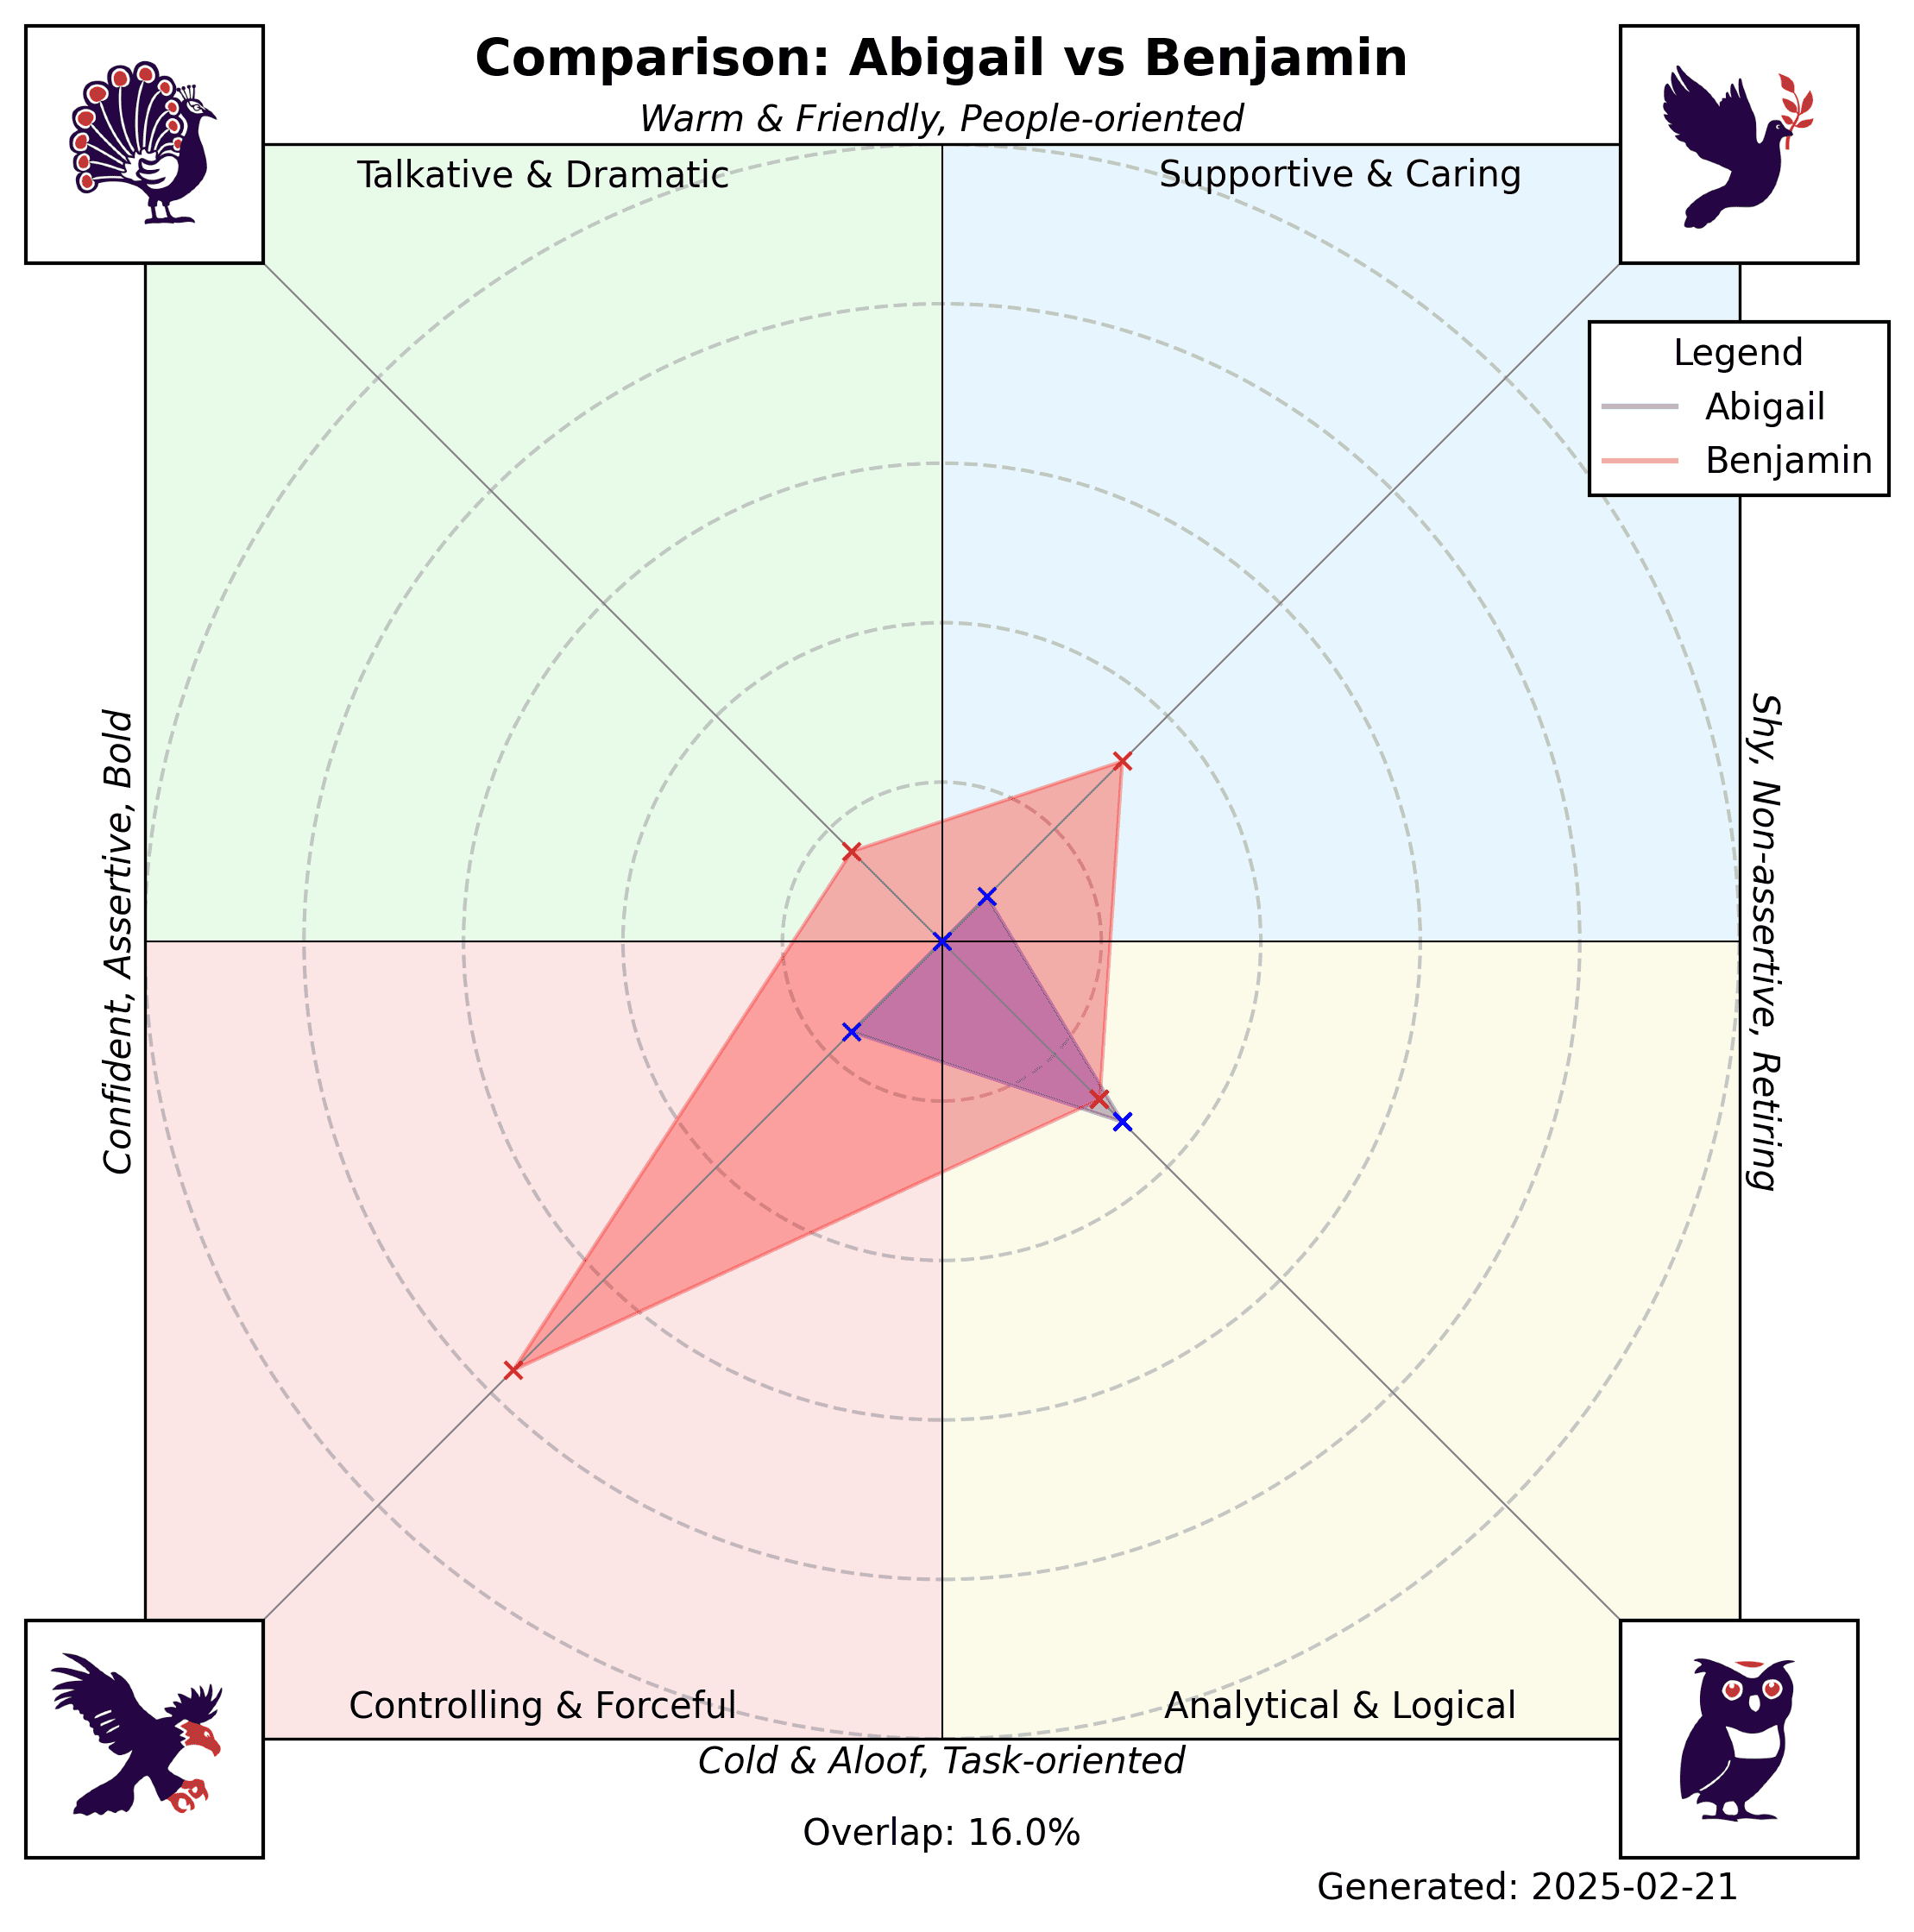 Comparison: Abigail vs Benjamin
Warm & Friendly, People-oriented
Talkative & Dramatic
Supportive & Caring
Legend
Abigail
Benjamin
Confident, Assertive, Bold
Shy, Non-assertive, Retiring
Controlling & Forceful
Analytical & Logical
Cold & Aloof, Task-oriented
Overlap: 16.0%
Generated: 2025-02-21